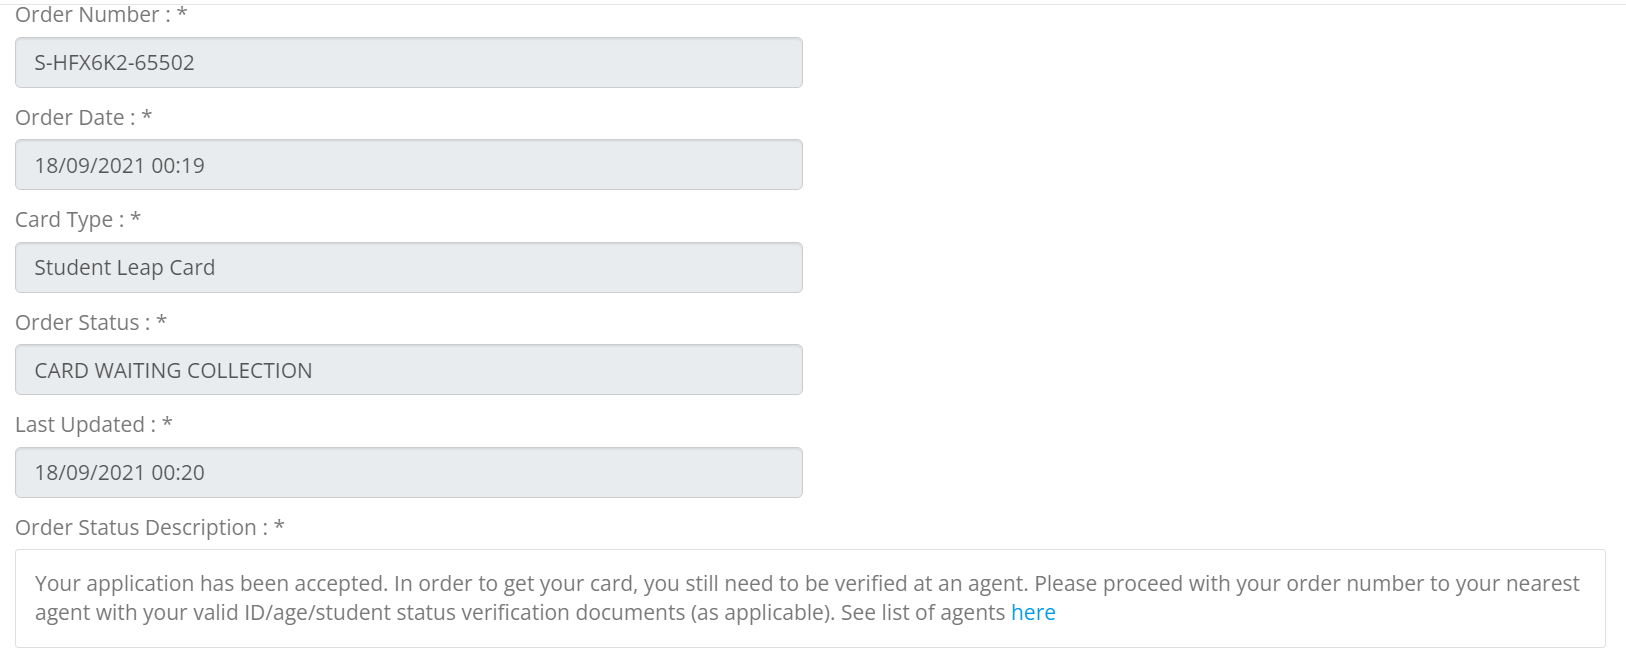 Order Number : *
S-HFX6K2-65502
Order Date : *
18/09/2021 00:19
Card Type : *
Student Leap Card
Order Status : *
CARD WAITING COLLECTION
Last Updated : *
18/09/2021 00:20
Order Status Description : *
Your application has been accepted. In order to get your card, you still need to be verified at an agent. Please proceed with your order number to your nearest
agent with your valid ID/age/student status verification documents (as applicable). See list of agents here